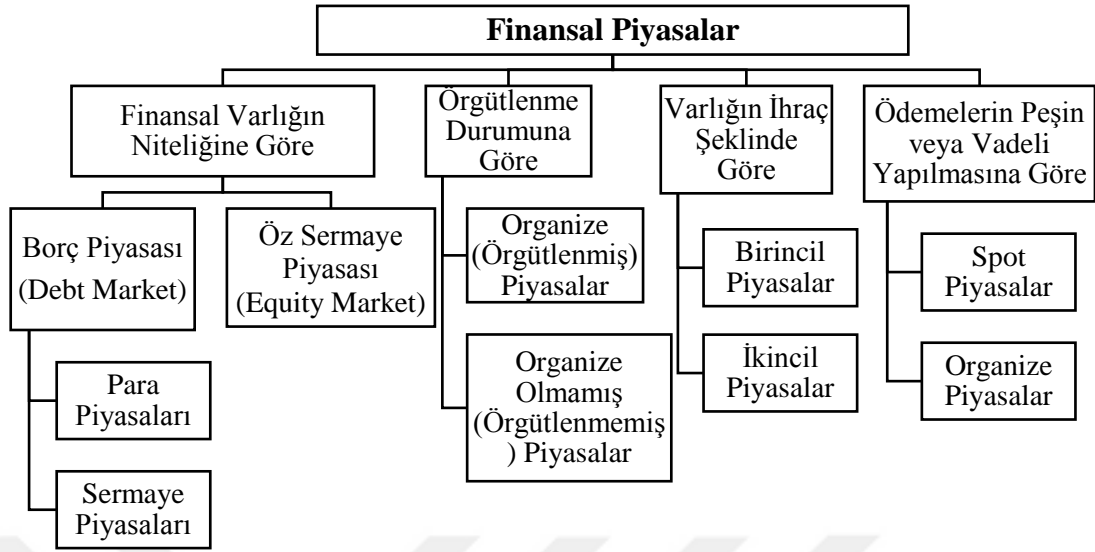 Finansal Piyasalar
Finansal Varlığın
Niteliğine Göre
Borç Piyasası
(Debt Market)
Para
Piyasaları
Sermaye
Piyasaları
Öz Sermaye
Piyasası
(Equity Market)
Örgütlenme
Durumuna
Göre
Organize
(Örgütlenmiş)
Piyasalar
Organize
Olmamış
(Örgütlenmemiş
) Piyasalar
Varlığın İhraç
Şeklinde
Göre
Birincil
Piyasalar
İkincil
Piyasalar
Ödemelerin Peşin
veya Vadeli
Yapılmasına Göre
Spot
Piyasalar
Organize
Piyasalar